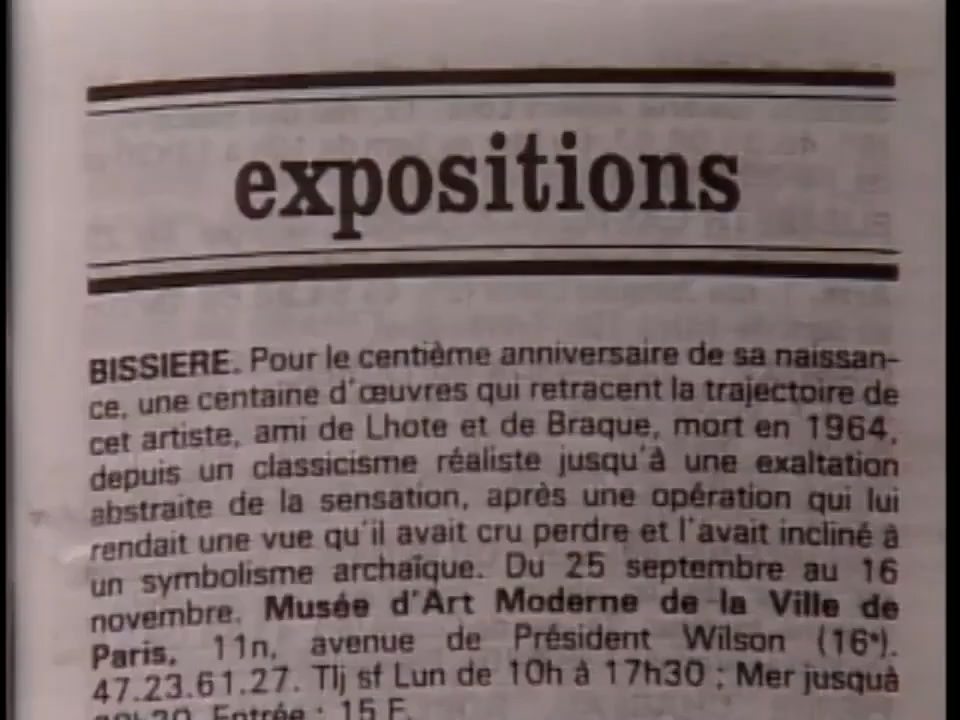 expositions
BISSIERE. Pour le centième anniversaire de sa naissan-
ce, une centaine d'œuvres qui retracent la trajectoire de
cet artiste, ami de Lhote et de Braque, mort en 1964,
depuis un classicisme réaliste jusqu'à une exaltation
abstraite de la sensation, après une opération qui lui
rendait une vue qu'il avait cru perdre et l'avait incliné à
un symbolisme archaïque. Du 25 septembre au 16
novembre. Musée d'Art Moderne de la Ville de
Paris, 11n, avenue de Président Wilson (16e).
47.23.61.27. Tlj sf Lun de 10h à 17h30 ; Mer jusquà
Entrée : 15 F.